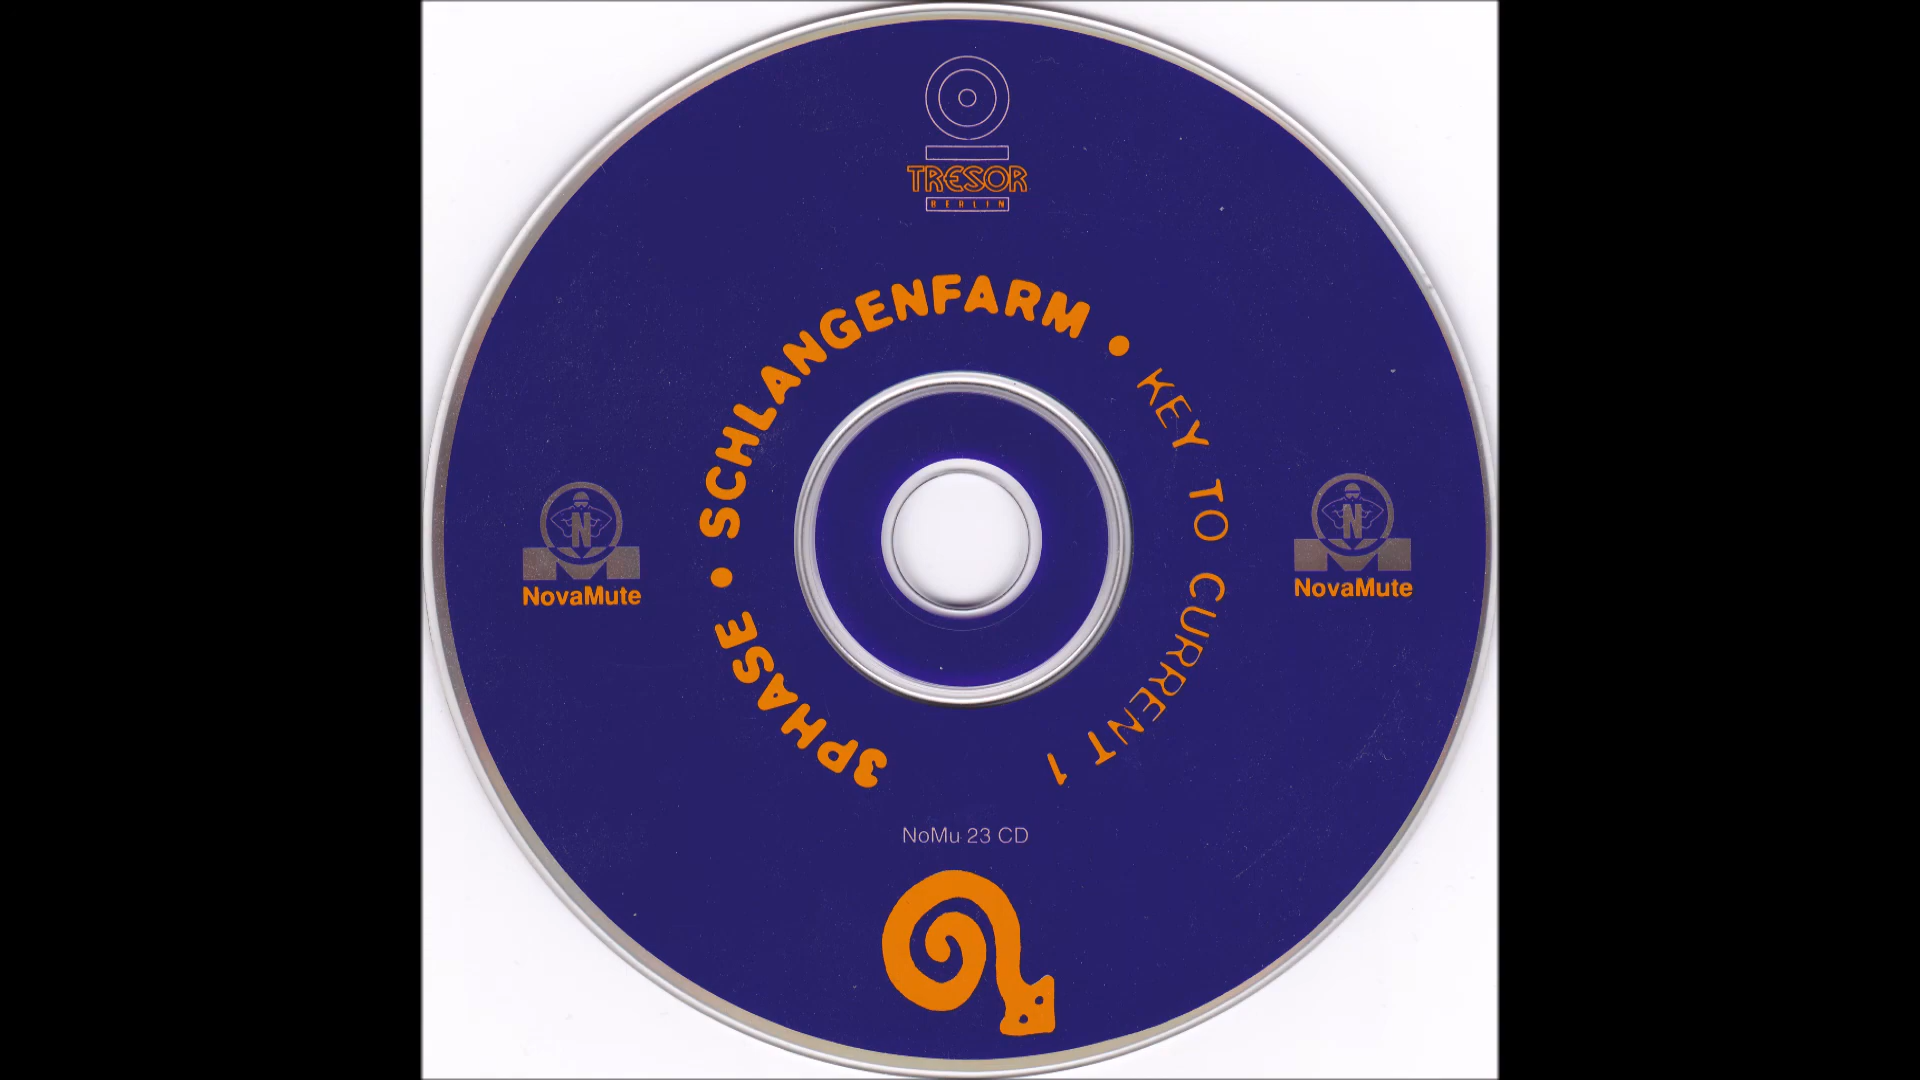 TRESOR
BERLIN
3PHASE • SCHLANGENFARM • KEY TO CURRENT 1
N
NovaMute
N
NovaMute
NoMu 23 CD